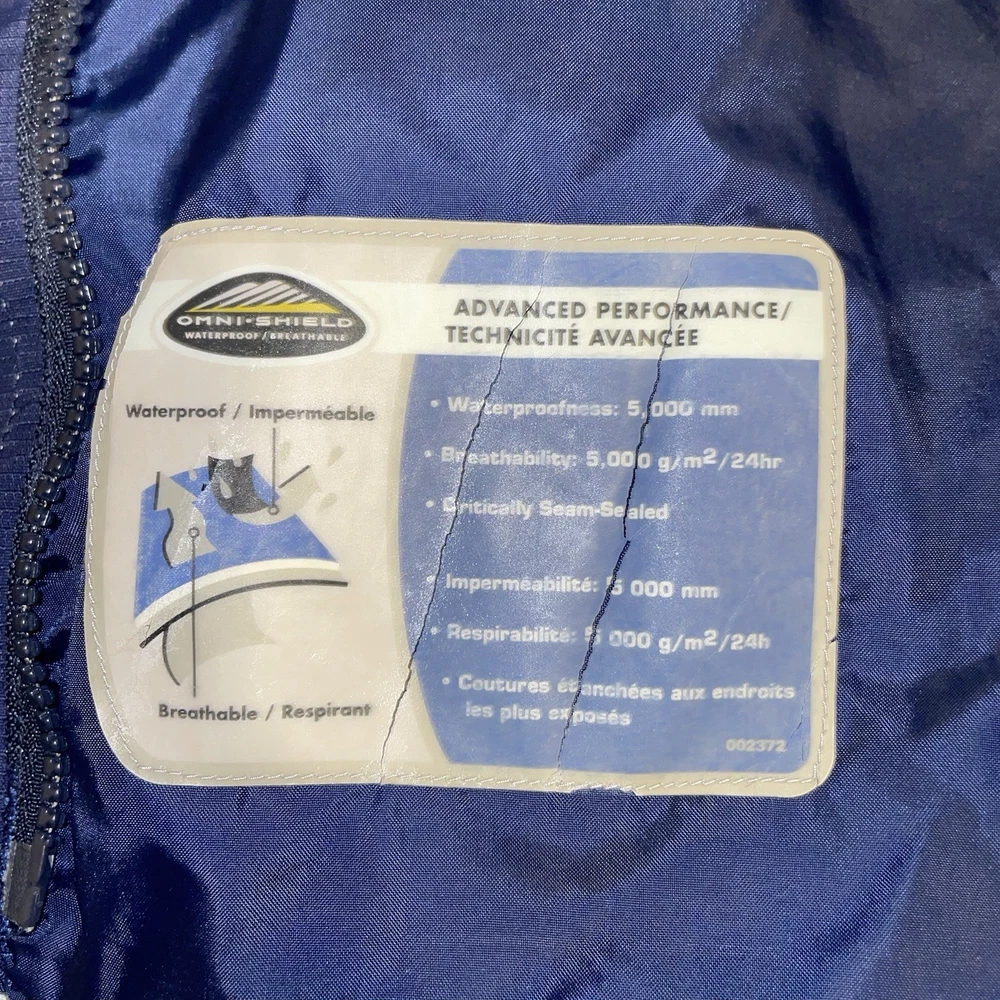 OMNI-SHIELD
WATERPROOF/BREATHABLE
ADVANCED PERFORMANCE/
TECHNICITÉ AVANCÉE
Waterproof / Imperméable
Breathable / Respirant
• Waterproofness: 5,000 mm
• Breathability: 5,000 g/m²/24hr
• Critically Seam-Sealed
• Imperméabilité: 5 000 mm
• Respirabilité: 5 000 g/m²/24h
• Coutures étanchées aux endroits
les plus exposés
002372